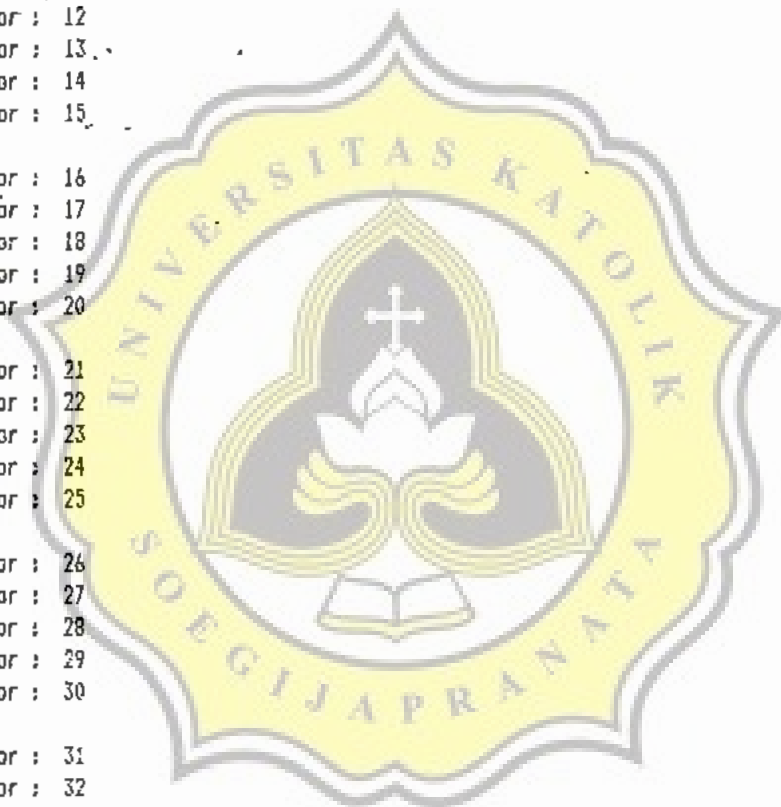 or : 12
or : 13
or : 14
or : 15
or : 16
or : 17
or : 18
or : 19
or : 20
or : 21
or : 22
or : 23
or : 24
or : 25
or : 26
or : 27
or : 28
or : 29
or : 30
or : 31
or : 32
UNIVERSITAS KATOLIK
SOEGIJAPRANATA